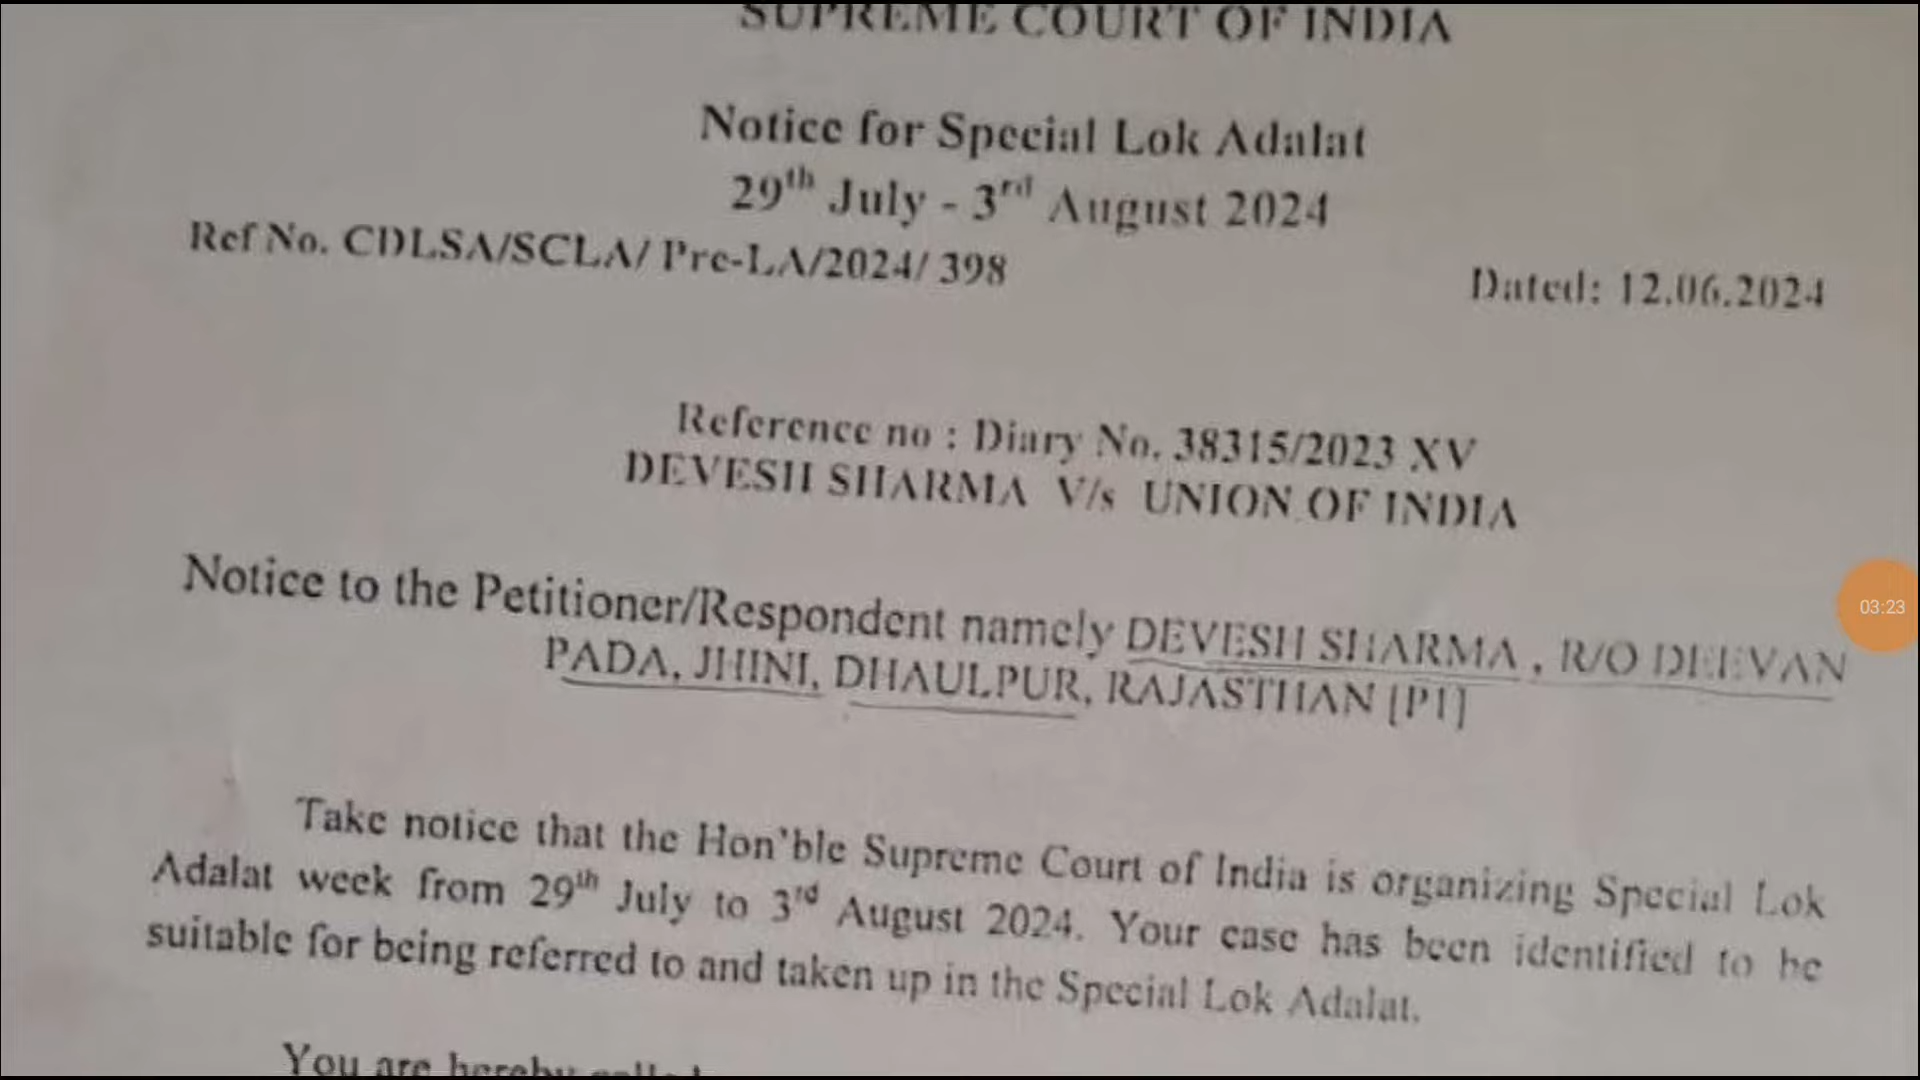 SUPREME COURT OF INDIA
Notice for Special Lok Adalat
29th July - 3rd August 2024
Ref No. CDLSA/SCLA/ Pre-LA/2024/ 398
Dated: 12.06.2024
Reference no : Diary No. 38315/2023 XV
DEVESH SHARMA V/s UNION OF INDIA
Notice to the Petitioner/Respondent namely DEVESH SHARMA , R/O DEEVAN
PADA, JHINI, DHAULPUR, RAJASTHAN [P1]
03:23
Take notice that the Hon'ble Supreme Court of India is organizing Special Lok
Adalat week from 29th July to 3rd August 2024. Your case has been identified to be
suitable for being referred to and taken up in the Special Lok Adalat.
You are hereby called